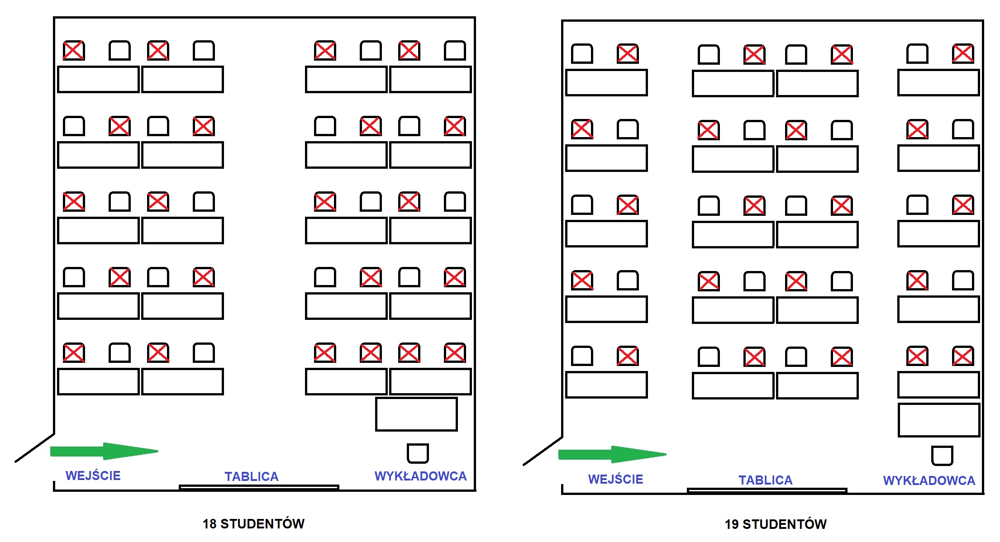 WEJŚCIE
TABLICA
WYKŁADOWCA
18 STUDENTÓW
WEJŚCIE
TABLICA
WYKŁADOWCA
19 STUDENTÓW